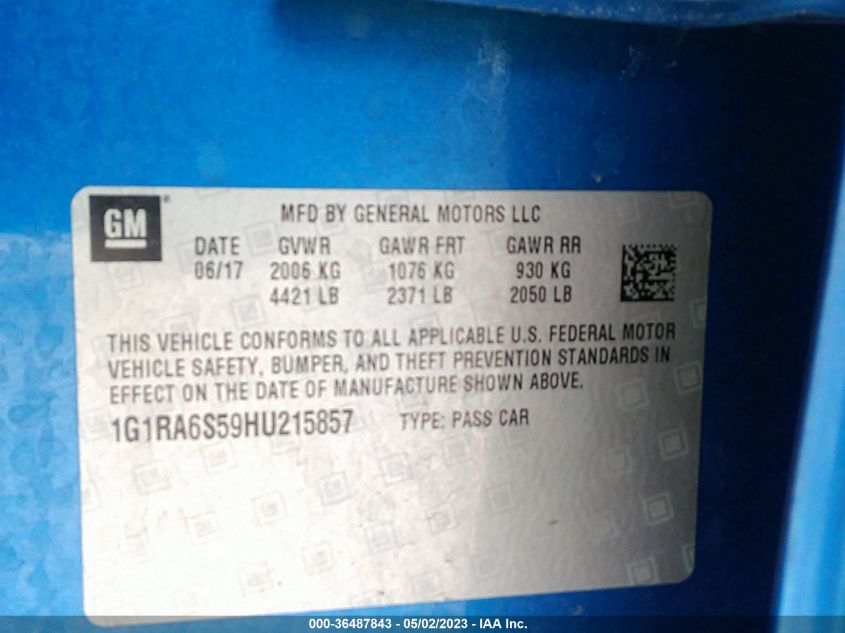 GM
MFD BY GENERAL MOTORS LLC
DATE GVWR GAWR FRT GAWR RR
06/17 2006 KG 1076 KG 930 KG
4421 LB 2371 LB 2050 LB
THIS VEHICLE CONFORMS TO ALL APPLICABLE U.S. FEDERAL MOTOR
VEHICLE SAFETY, BUMPER, AND THEFT PREVENTION STANDARDS IN
EFFECT ON THE DATE OF MANUFACTURE SHOWN ABOVE.
1G1RA6S59HU215857 TYPE: PASS CAR
000-36487843 - 05/02/2023 - IAA Inc.